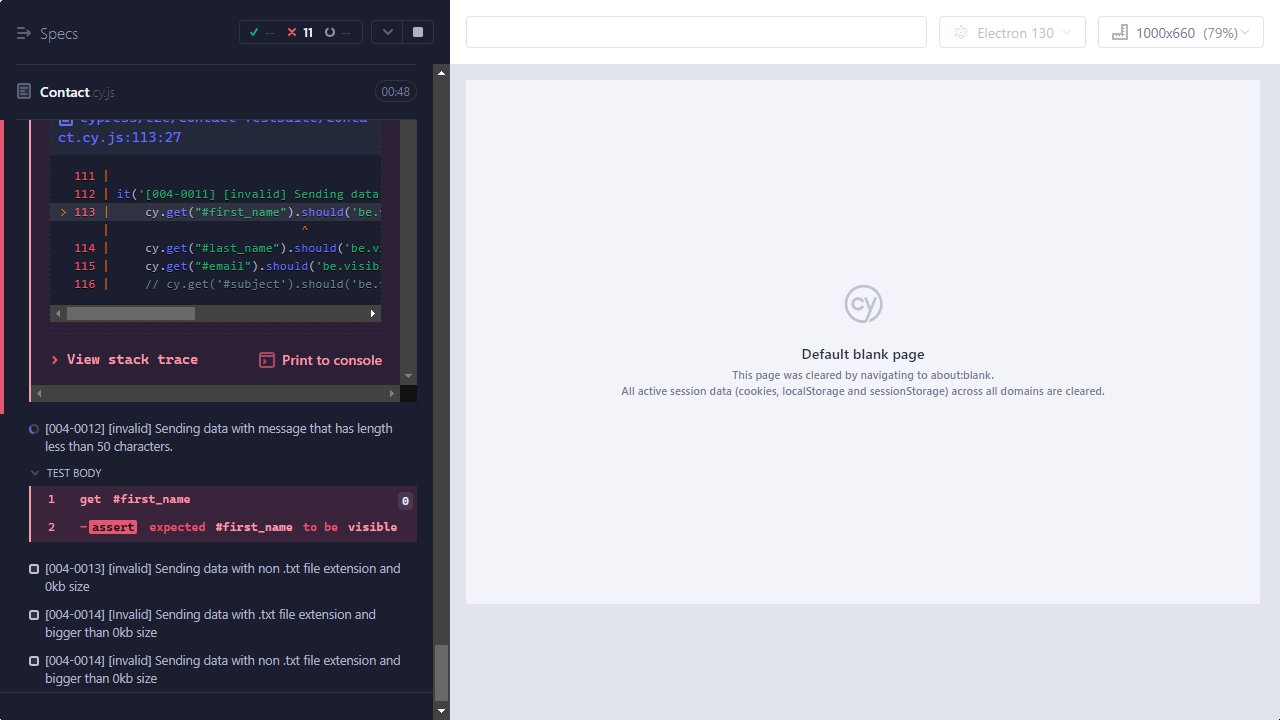 Specs
--
11
--
Electron 130
1000x660 (79%)
Contact.cy.js
00:48
ct.cy.js:113:27
111 |
112 | it('[004-0011] [invalid] Sending data
> 113 |     cy.get("#first_name").should('be.v
|                           ^
114 |     cy.get("#last_name").should('be.vi
115 |     cy.get("#email").should('be.visibl
116 |     // cy.get('#subject').should('be.v
View stack trace
Print to console
[004-0012] [invalid] Sending data with message that has length
less than 50 characters.
TEST BODY
1 get #first_name 0
2 -assert expected #first_name to be visible
[004-0013] [invalid] Sending data with non .txt file extension and
0kb size
[004-0014] [Invalid] Sending data with .txt file extension and
bigger than 0kb size
[004-0014] [invalid] Sending data with non .txt file extension and
bigger than 0kb size
cy
Default blank page
This page was cleared by navigating to about:blank.
All active session data (cookies, localStorage and sessionStorage) across all domains are cleared.